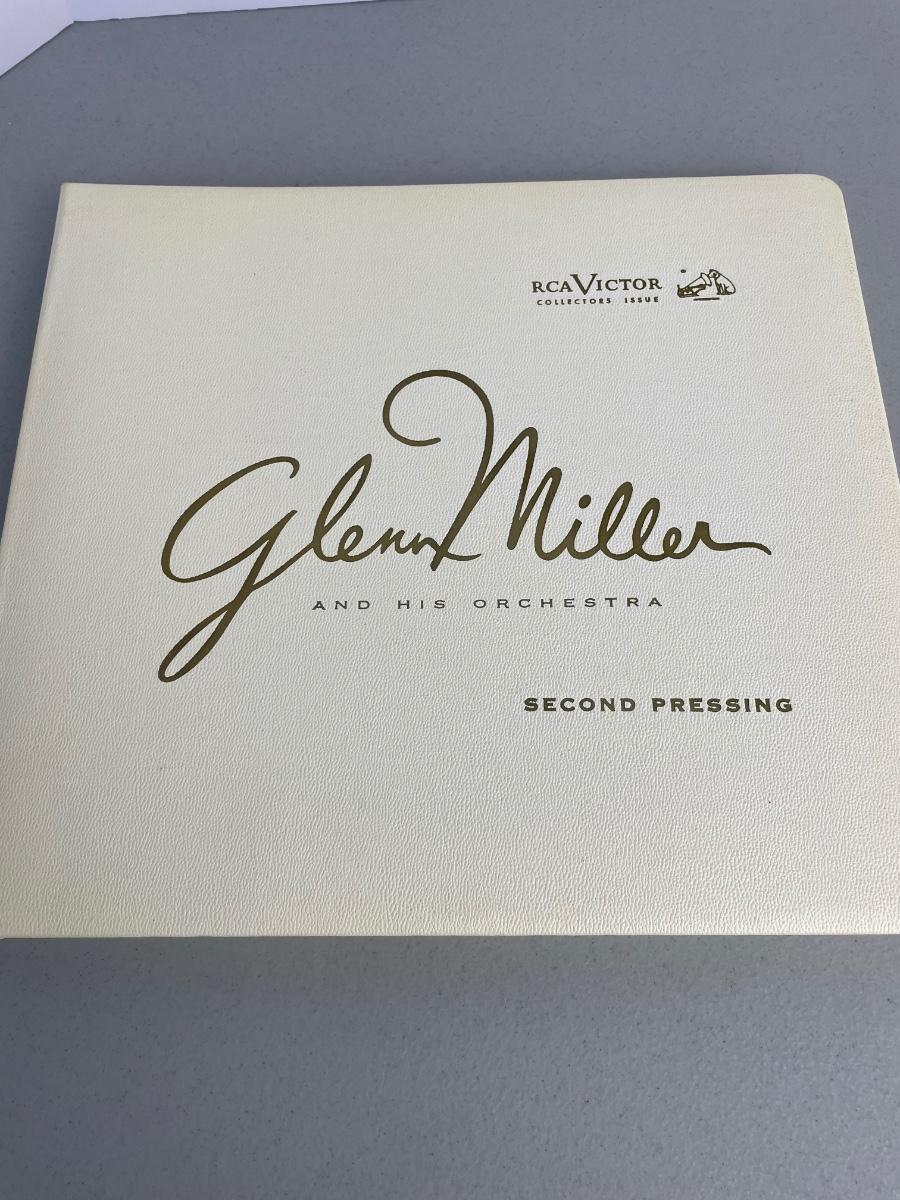 RCA VICTOR
COLLECTORS ISSUE
Glenn Miller
AND HIS ORCHESTRA
SECOND PRESSING